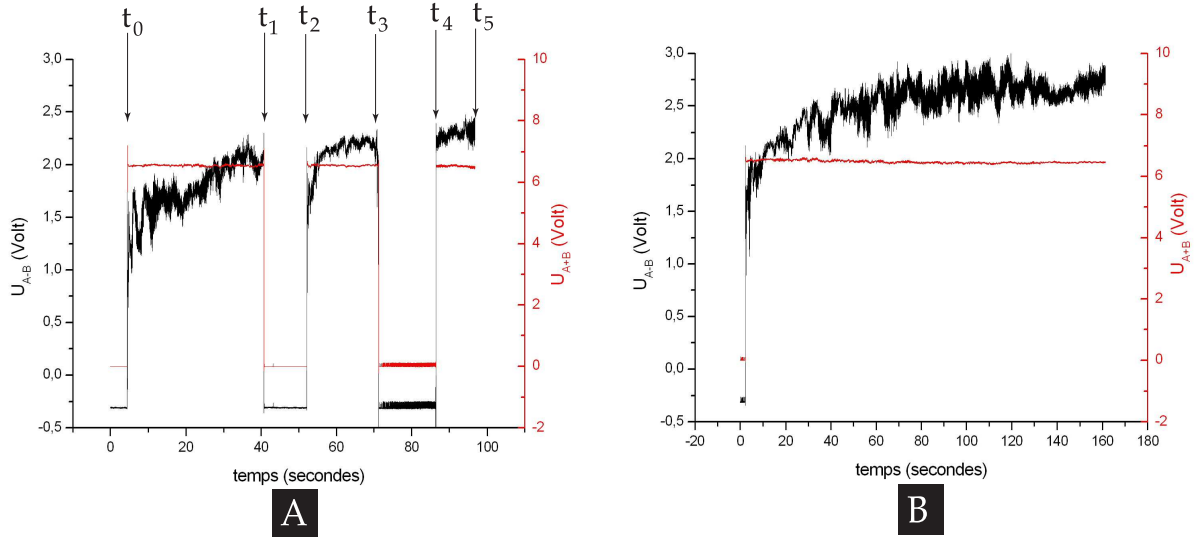 t0 t1 t2 t3 t4 t5
3,0
2,5
2,0
1,5
1,0
0,5
0,0
-0,5
UA-B (Volt)
10
8
6
4
2
0
-2
UA+B (Volt)
0 20 40 60 80 100
temps (secondes)
A
3,0
2,5
2,0
1,5
1,0
0,5
0,0
-0,5
UA-B (Volt)
10
8
6
4
2
0
-2
UA+B (Volt)
-20 0 20 40 60 80 100 120 140 160 180
temps (secondes)
B